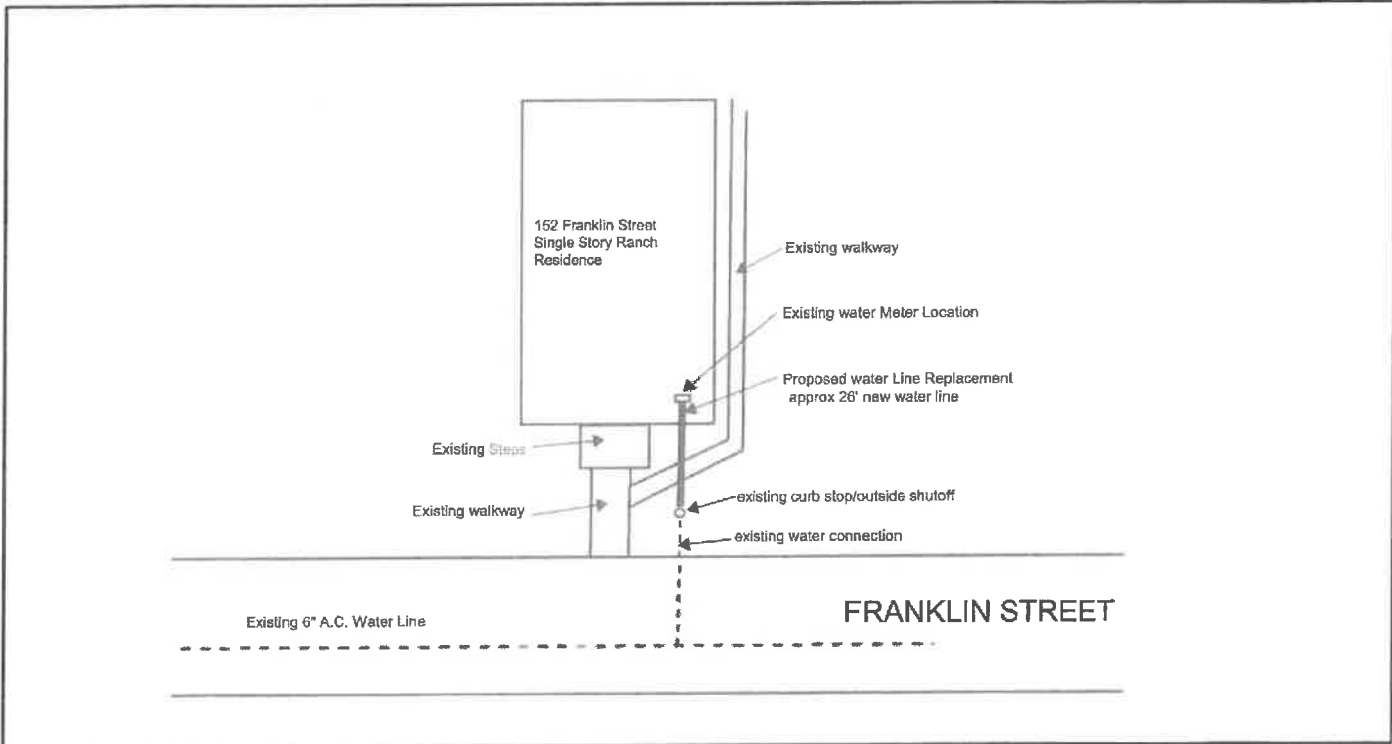 152 Franklin Street
Single Story Ranch
Residence
Existing walkway
Existing water Meter Location
Proposed water Line Replacement
approx 26' new water line
Existing Steps
Existing walkway
existing curb stop/outside shutoff
existing water connection
Existing 6" A.C. Water Line
FRANKLIN STREET